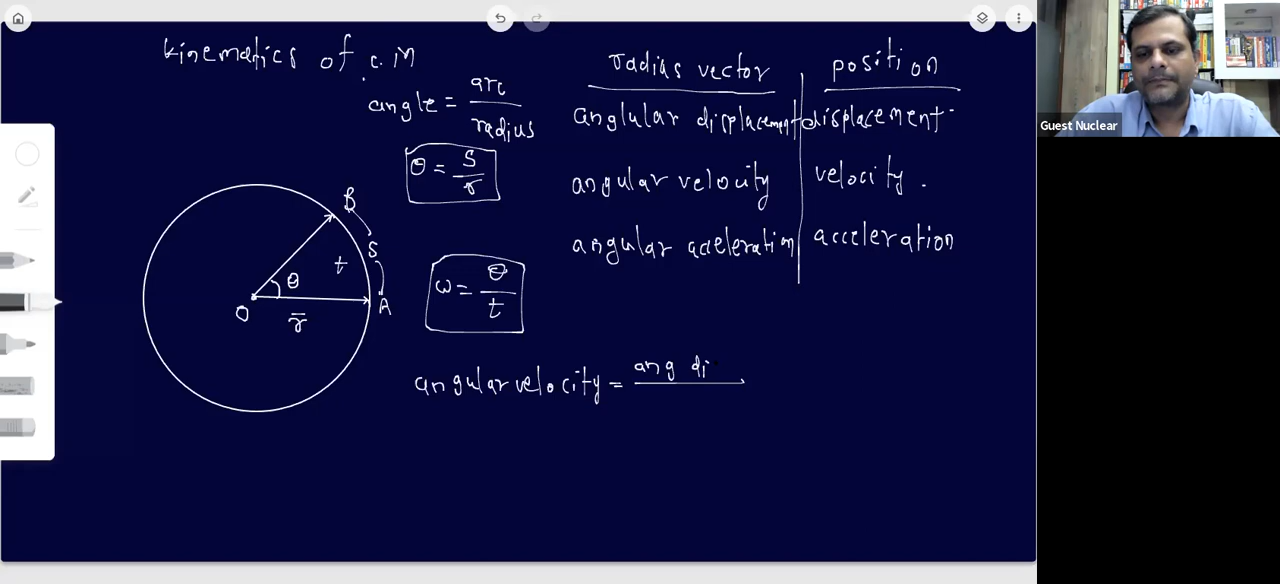 Kinematics of C.M
angle = arc / radius
θ = S / r
B
S
t
θ
O
r̄
A
ω = θ / t
angular velocity = ang di
radius vector | position
anglular displacement | displacement
angular velocity | velocity.
angular acceleration | acceleration
Guest Nuclear